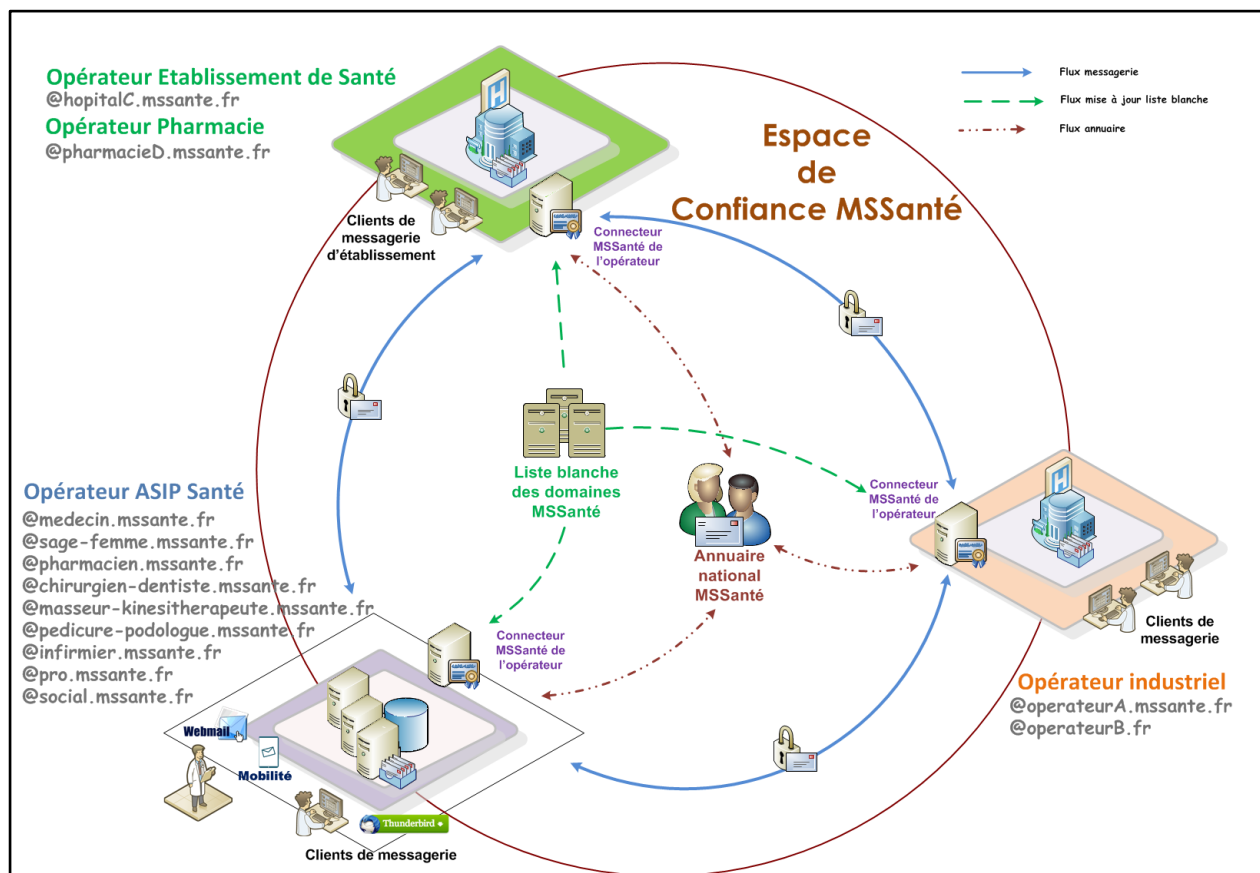 Opérateur Etablissement de Santé
@hopitalC.mssante.fr
Opérateur Pharmacie
@pharmacieD.mssante.fr
Flux messagerie
Flux mise à jour liste blanche
Flux annuaire
Espace
de
Confiance MSSanté
H
Clients de
messagerie
d'établissement
Connecteur
MSSanté de
l'opérateur
Liste blanche
des domaines
MSSanté
Annuaire
national
MSSanté
Connecteur
MSSanté de
l'opérateur
H
Clients de
messagerie
Opérateur industriel
@operateurA.mssante.fr
@operateurB.fr
Opérateur ASIP Santé
@medecin.mssante.fr
@sage-femme.mssante.fr
@pharmacien.mssante.fr
@chirurgien-dentiste.mssante.fr
@masseur-kinesitherapeute.mssante.fr
@pedicure-podologue.mssante.fr
@infirmier.mssante.fr
@pro.mssante.fr
@social.mssante.fr
Connecteur
MSSanté de
l'opérateur
Webmail
Mobilité
Thunderbird
Clients de messagerie